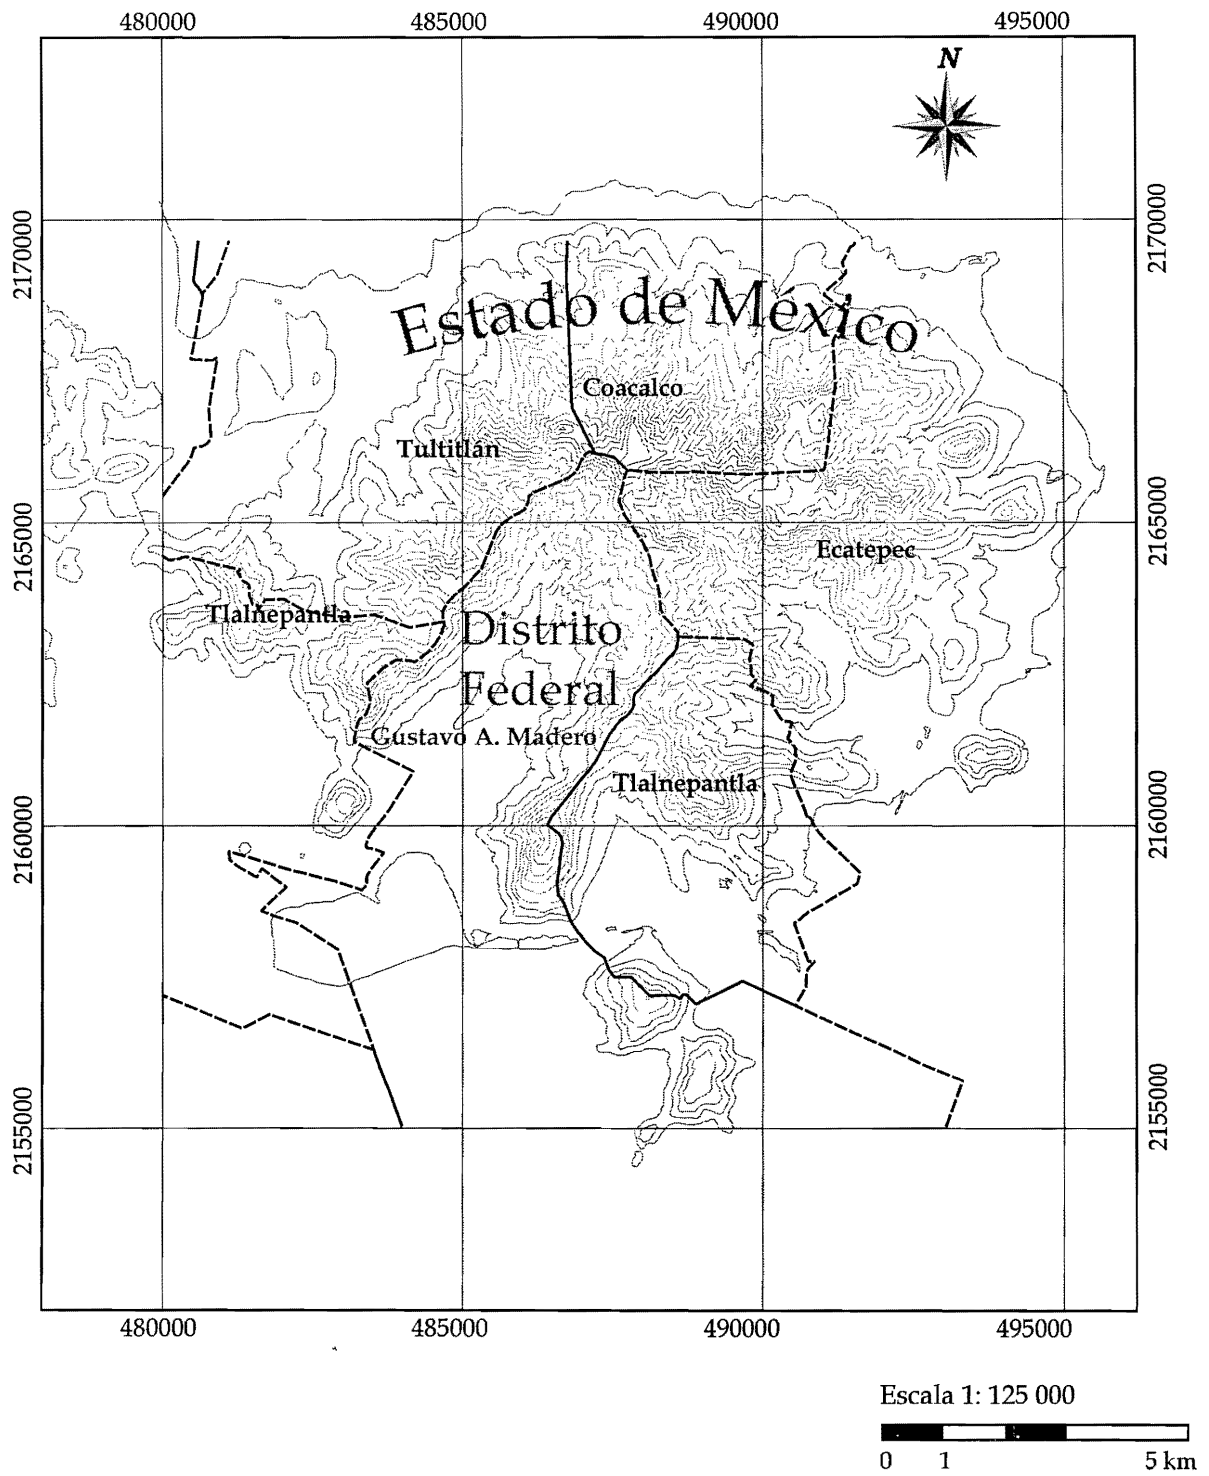 480000 485000 490000 495000
N
2170000 2170000
Estado de México
Coacalco
Tultitlán
2165000 2165000
Ecatepec
Tlalnepantla
Distrito
Federal
Gustavo A. Madero
Tlalnepantla
2160000 2160000
2155000 2155000
480000 485000 490000 495000
Escala 1: 125 000
0 1 5 km